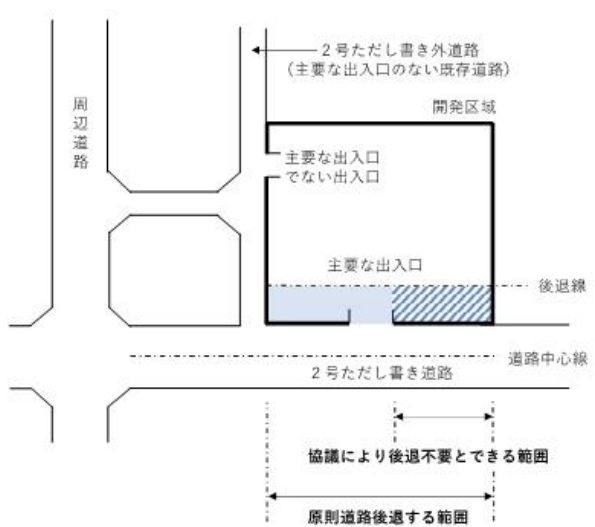 2号ただし書き外道路
(主要な出入口のない既存道路)
周辺道路
開発区域
主要な出入口
でない出入口
主要な出入口
後退線
道路中心線
2号ただし書き道路
協議により後退不要とできる範囲
原則道路後退する範囲